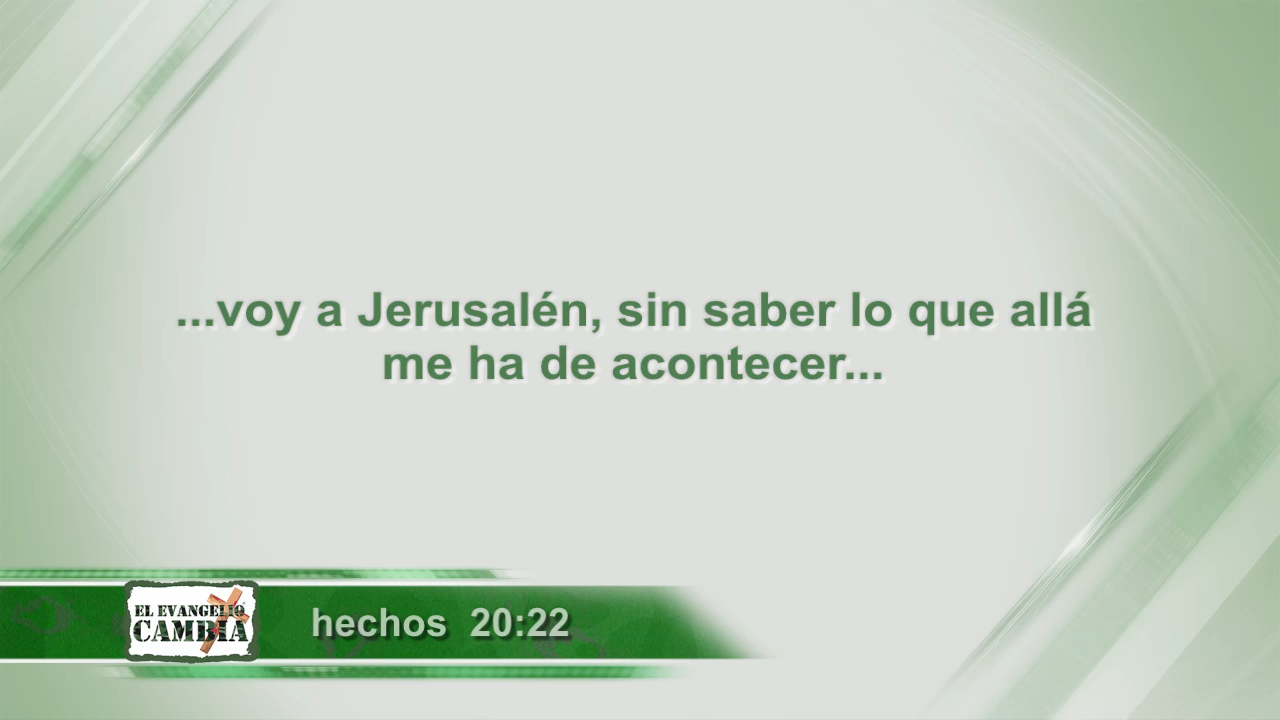 ...voy a Jerusalén, sin saber lo que allá
me ha de acontecer...
EL EVANGELIO
CAMBIA
hechos 20:22